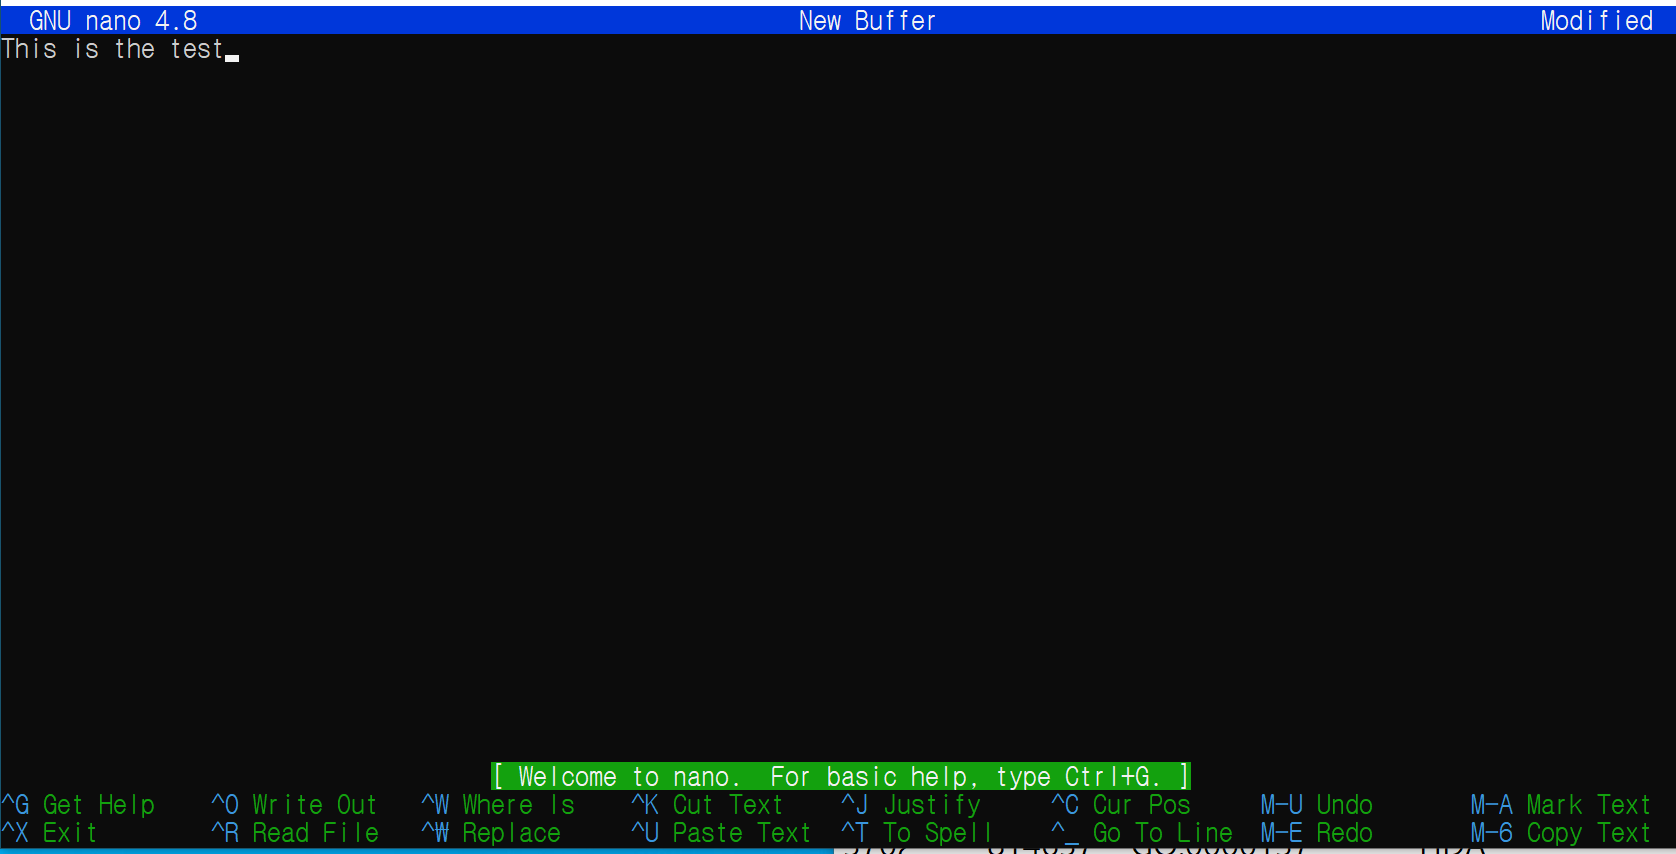 GNU nano 4.8 New Buffer Modified
This is the test
[ Welcome to nano. For basic help, type Ctrl+G. ]
^G Get Help ^O Write Out ^W Where Is ^K Cut Text ^J Justify ^C Cur Pos M-U Undo M-A Mark Text
^X Exit ^R Read File ^₩ Replace ^U Paste Text ^T To Spell ^_ Go To Line M-E Redo M-6 Copy Text